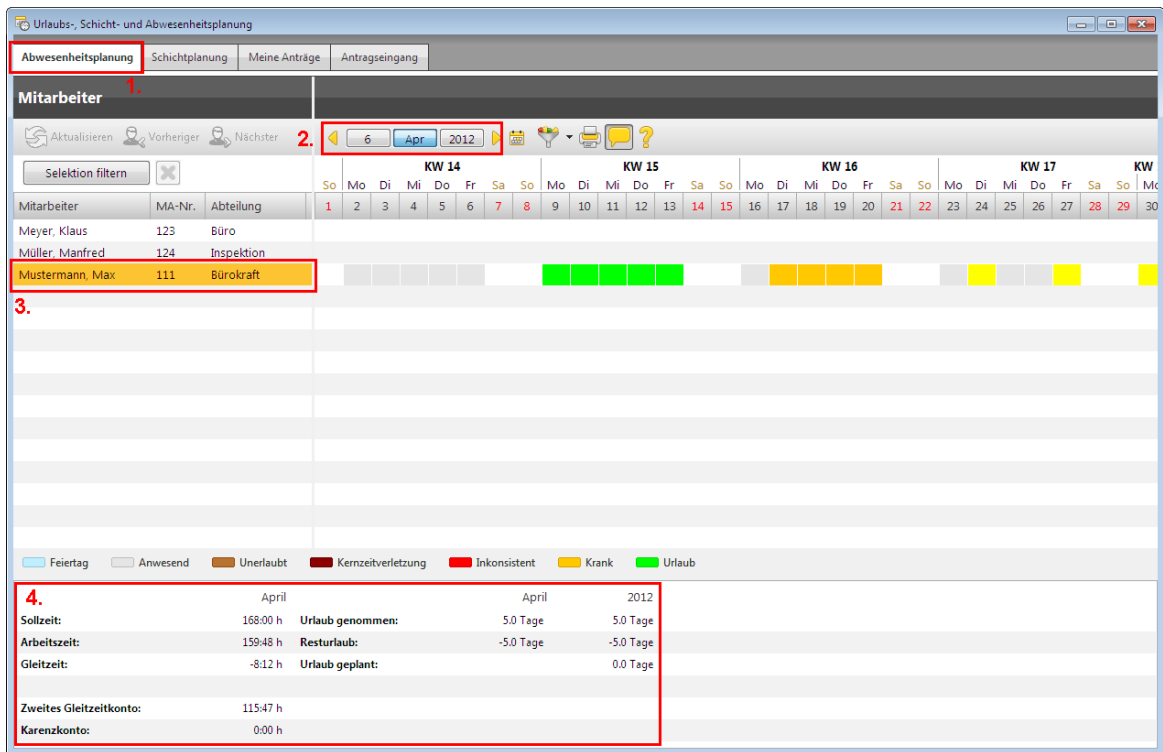 Urlaubs-, Schicht- und Abwesenheitsplanung
Abwesenheitsplanung Schichtplanung Meine Anträge Antragseingang
1.
Mitarbeiter
Aktualisieren Vorheriger Nächster 2. 6 Apr 2012
Selektion filtern KW 14 KW 15 KW 16 KW 17 KW
So Mo Di Mi Do Fr Sa So Mo Di Mi Do Fr Sa So Mo Di Mi Do Fr Sa So Mo Di Mi Do Fr Sa So Mo
Mitarbeiter MA-Nr. Abteilung 1 2 3 4 5 6 7 8 9 10 11 12 13 14 15 16 17 18 19 20 21 22 23 24 25 26 27 28 29 30
Meyer, Klaus 123 Büro
Müller, Manfred 124 Inspektion
Mustermann, Max 111 Bürokraft
3.
Feiertag Anwesend Unerlaubt Kernzeitverletzung Inkonsistent Krank Urlaub
4. April April 2012
Sollzeit: 168:00 h Urlaub genommen: 5.0 Tage 5.0 Tage
Arbeitszeit: 159:48 h Resturlaub: -5.0 Tage -5.0 Tage
Gleitzeit: -8:12 h Urlaub geplant: 0.0 Tage
Zweites Gleitzeitkonto: 115:47 h
Karenzkonto: 0:00 h